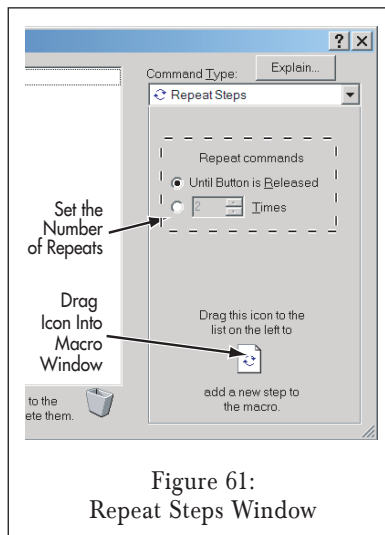 ? ×
Command Type: Explain...
Repeat Steps
Repeat commands
Until Button is Released
2 Times
Set the
Number
of Repeats
Drag
Icon Into
Macro
Window
Drag this icon to the
list on the left to
add a new step to
the macro.
to the
ete them.
Figure 61:
Repeat Steps Window